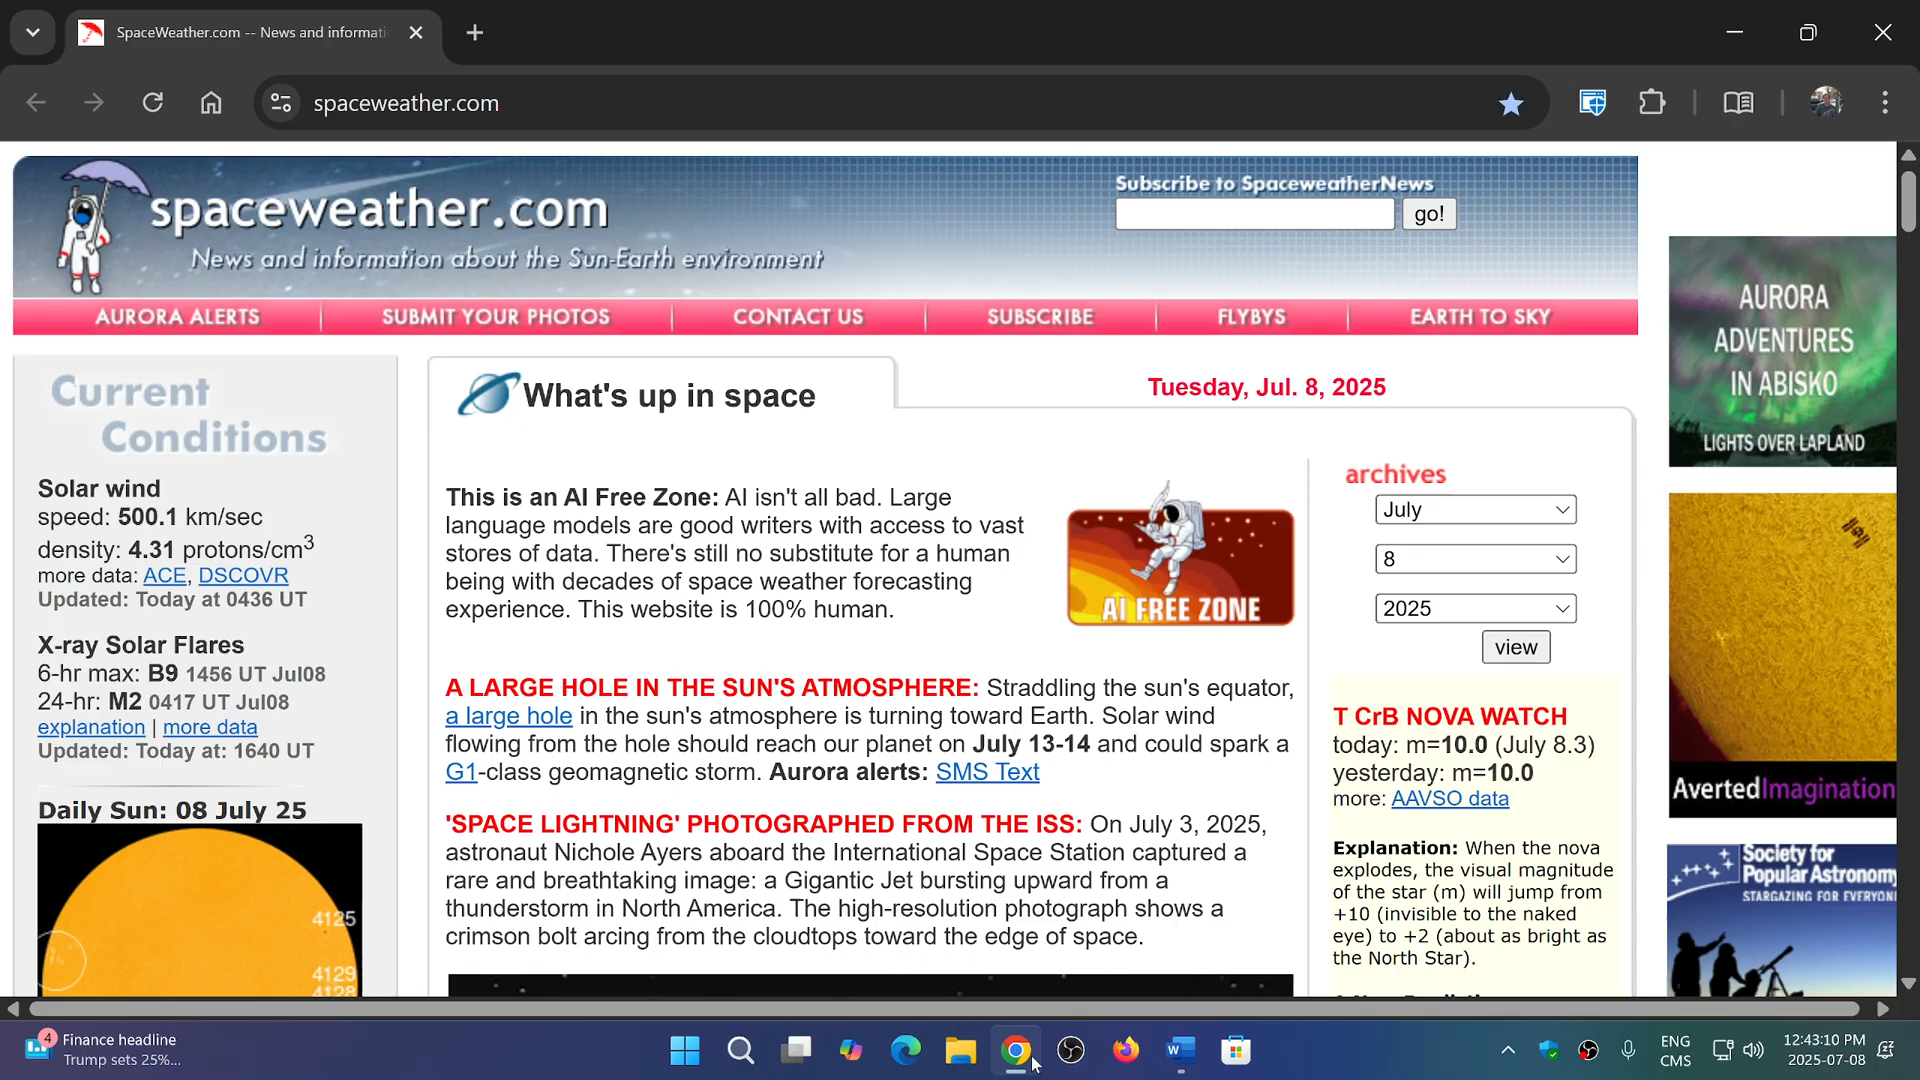 SpaceWeather.com -- News and informati
spaceweather.com
spaceweather.com
News and information about the Sun-Earth environment
Subscribe to SpaceweatherNews
go!
AURORA ALERTS
SUBMIT YOUR PHOTOS
CONTACT US
SUBSCRIBE
FLYBYS
EARTH TO SKY
Current
Conditions
Solar wind
speed: 500.1 km/sec
density: 4.31 protons/cm3
more data: ACE, DSCOVR
Updated: Today at 0436 UT
X-ray Solar Flares
6-hr max: B9 1456 UT Jul08
24-hr: M2 0417 UT Jul08
explanation | more data
Updated: Today at: 1640 UT
Daily Sun: 08 July 25
4125
4129
4128
What's up in space
Tuesday, Jul. 8, 2025
This is an AI Free Zone: AI isn't all bad. Large
language models are good writers with access to vast
stores of data. There's still no substitute for a human
being with decades of space weather forecasting
experience. This website is 100% human.
AI FREE ZONE
A LARGE HOLE IN THE SUN'S ATMOSPHERE: Straddling the sun's equator,
a large hole in the sun's atmosphere is turning toward Earth. Solar wind
flowing from the hole should reach our planet on July 13-14 and could spark a
G1-class geomagnetic storm. Aurora alerts: SMS Text
'SPACE LIGHTNING' PHOTOGRAPHED FROM THE ISS: On July 3, 2025,
astronaut Nichole Ayers aboard the International Space Station captured a
rare and breathtaking image: a Gigantic Jet bursting upward from a
thunderstorm in North America. The high-resolution photograph shows a
crimson bolt arcing from the cloudtops toward the edge of space.
archives
July
8
2025
view
T CrB NOVA WATCH
today: m=10.0 (July 8.3)
yesterday: m=10.0
more: AAVSO data
Explanation: When the nova
explodes, the visual magnitude
of the star (m) will jump from
+10 (invisible to the naked
eye) to +2 (about as bright as
the North Star).
AURORA
ADVENTURES
IN ABISKO
LIGHTS OVER LAPLAND
AvertedImagination
Society for
Popular Astronomy
STARGAZING FOR EVERYON
4
Finance headline
Trump sets 25%...
ENG
CMS
12:43:10 PM
2025-07-08